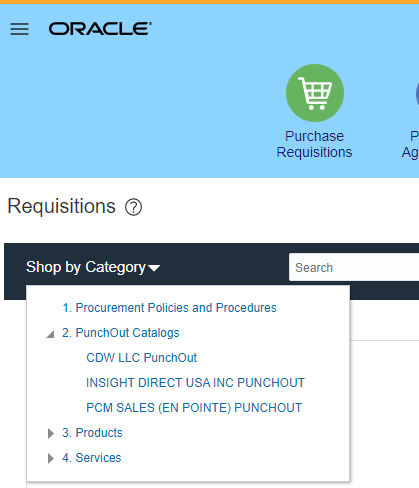 ORACLE
Purchase
Requisitions
P
Ag
Requisitions
Shop by Category
Search
1. Procurement Policies and Procedures
2. PunchOut Catalogs
CDW LLC PunchOut
INSIGHT DIRECT USA INC PUNCHOUT
PCM SALES (EN POINTE) PUNCHOUT
3. Products
4. Services